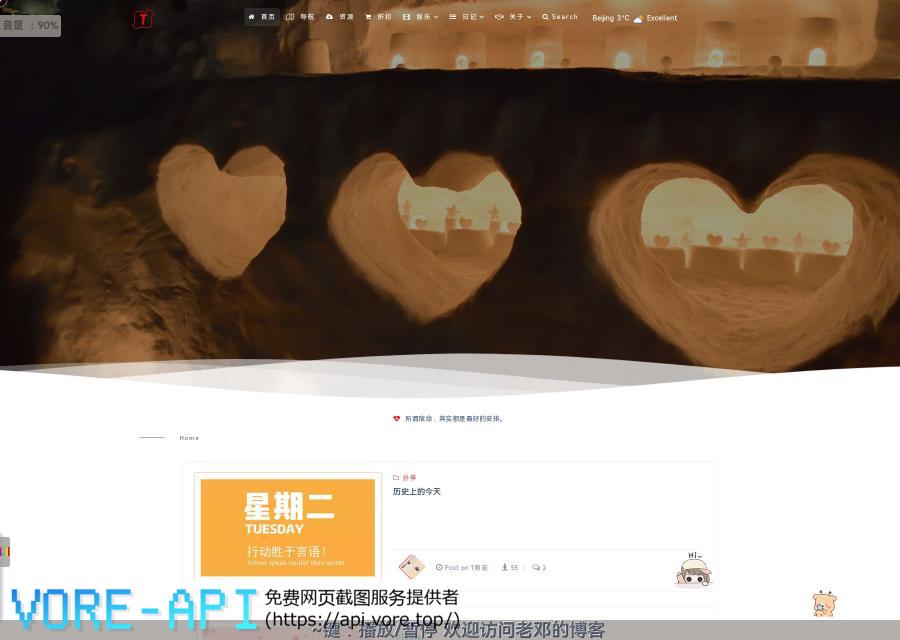 音量 : 90%
T
首页 导航 资源 折扣 娱乐 日记 关于 Search Beijing 3°C Excellent
所谓宿命，其实都是最好的安排。
Home
分享
历史上的今天
星期二
TUESDAY
行动胜于言语!
Action speak louder than words
Post on 1周前 55 2
Hi~
VORE-API
免费网页截图服务提供者
(https://api.vore.top/)
~键：播放/暂停 欢迎访问老邓的博客